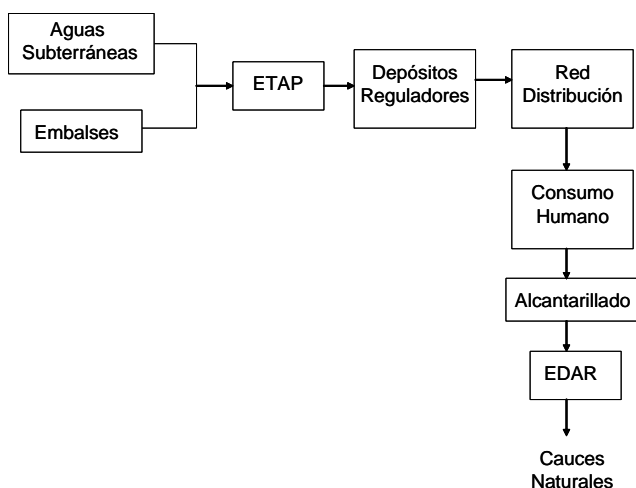 Aguas
Subterráneas
Embalses
ETAP
Depósitos
Reguladores
Red
Distribución
Consumo
Humano
Alcantarillado
EDAR
Cauces
Naturales